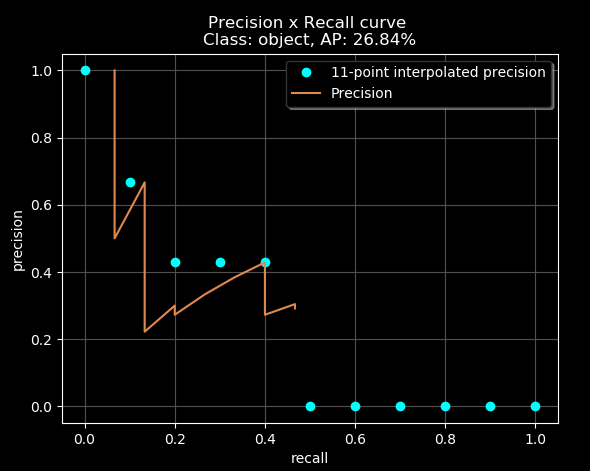 Precision x Recall curve
Class: object, AP: 26.84%
11-point interpolated precision
Precision
1.0
0.8
0.6
0.4
0.2
0.0
precision
0.0 0.2 0.4 0.6 0.8 1.0
recall